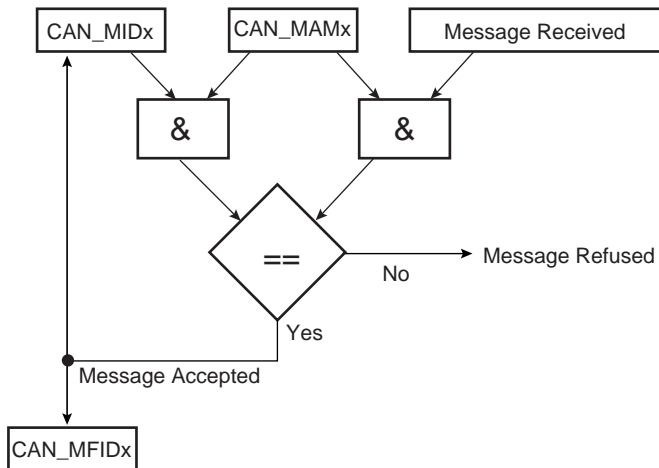 CAN_MIDx
CAN_MAMx
Message Received
&
&
==
No
Message Refused
Yes
Message Accepted
CAN_MFIDx